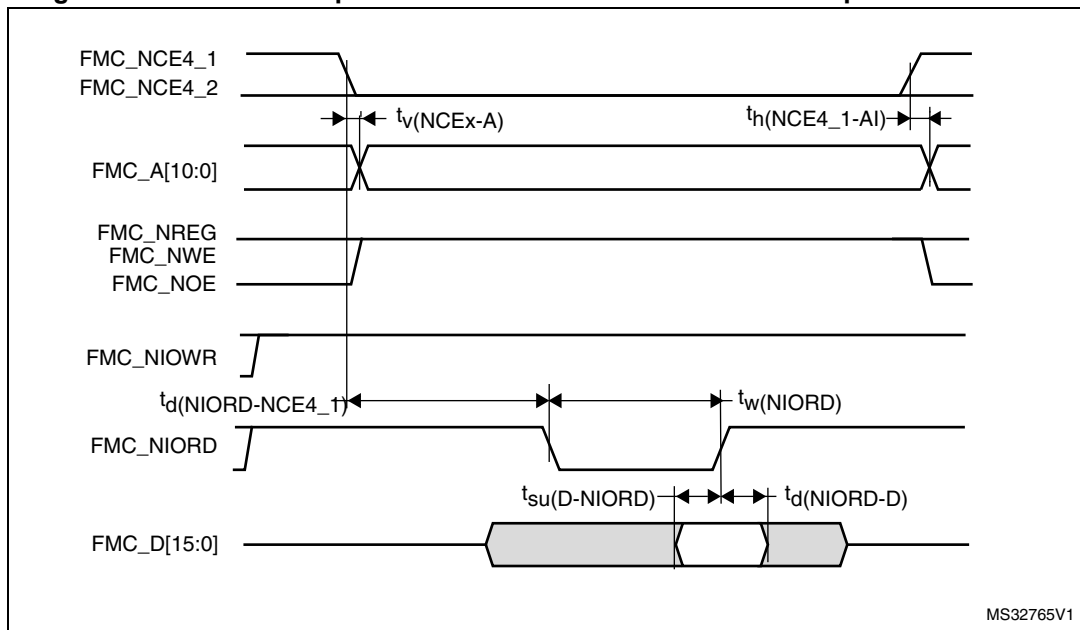 FMC_NCE4_1
FMC_NCE4_2
tv(NCEx-A)
th(NCE4_1-AI)
FMC_A[10:0]
FMC_NREG
FMC_NWE
FMC_NOE
FMC_NIOWR
td(NIORD-NCE4_1)
tw(NIORD)
FMC_NIORD
tsu(D-NIORD)
td(NIORD-D)
FMC_D[15:0]
MS32765V1